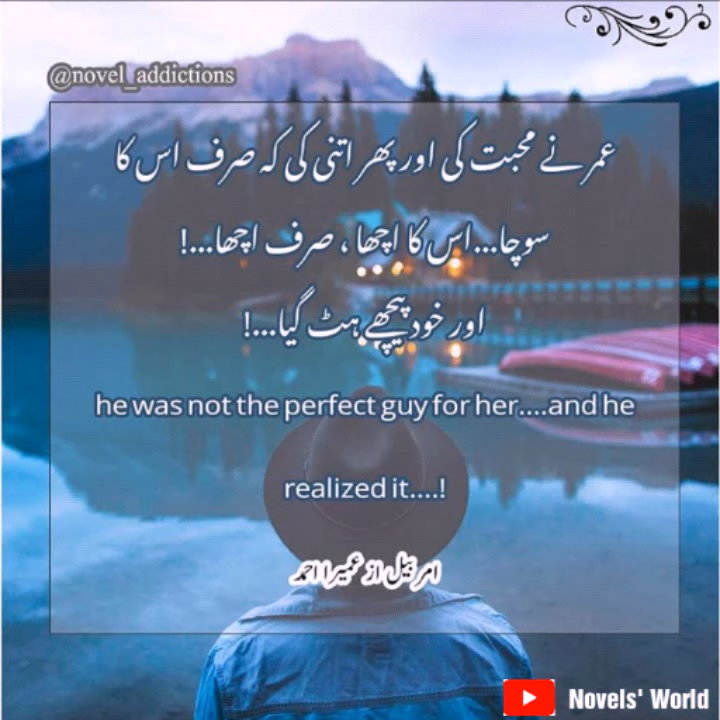 @novel_addictions
عمر نے محبت کی اور پھر اتنی کی کہ صرف اس کا
سوچا...اس کا اچھا ، صرف اچھا...!
اور خود پیچھے ہٹ گیا...!
he was not the perfect guy for her....and he
realized it....!
امر بیل از عمیرا احمد
Novels' World